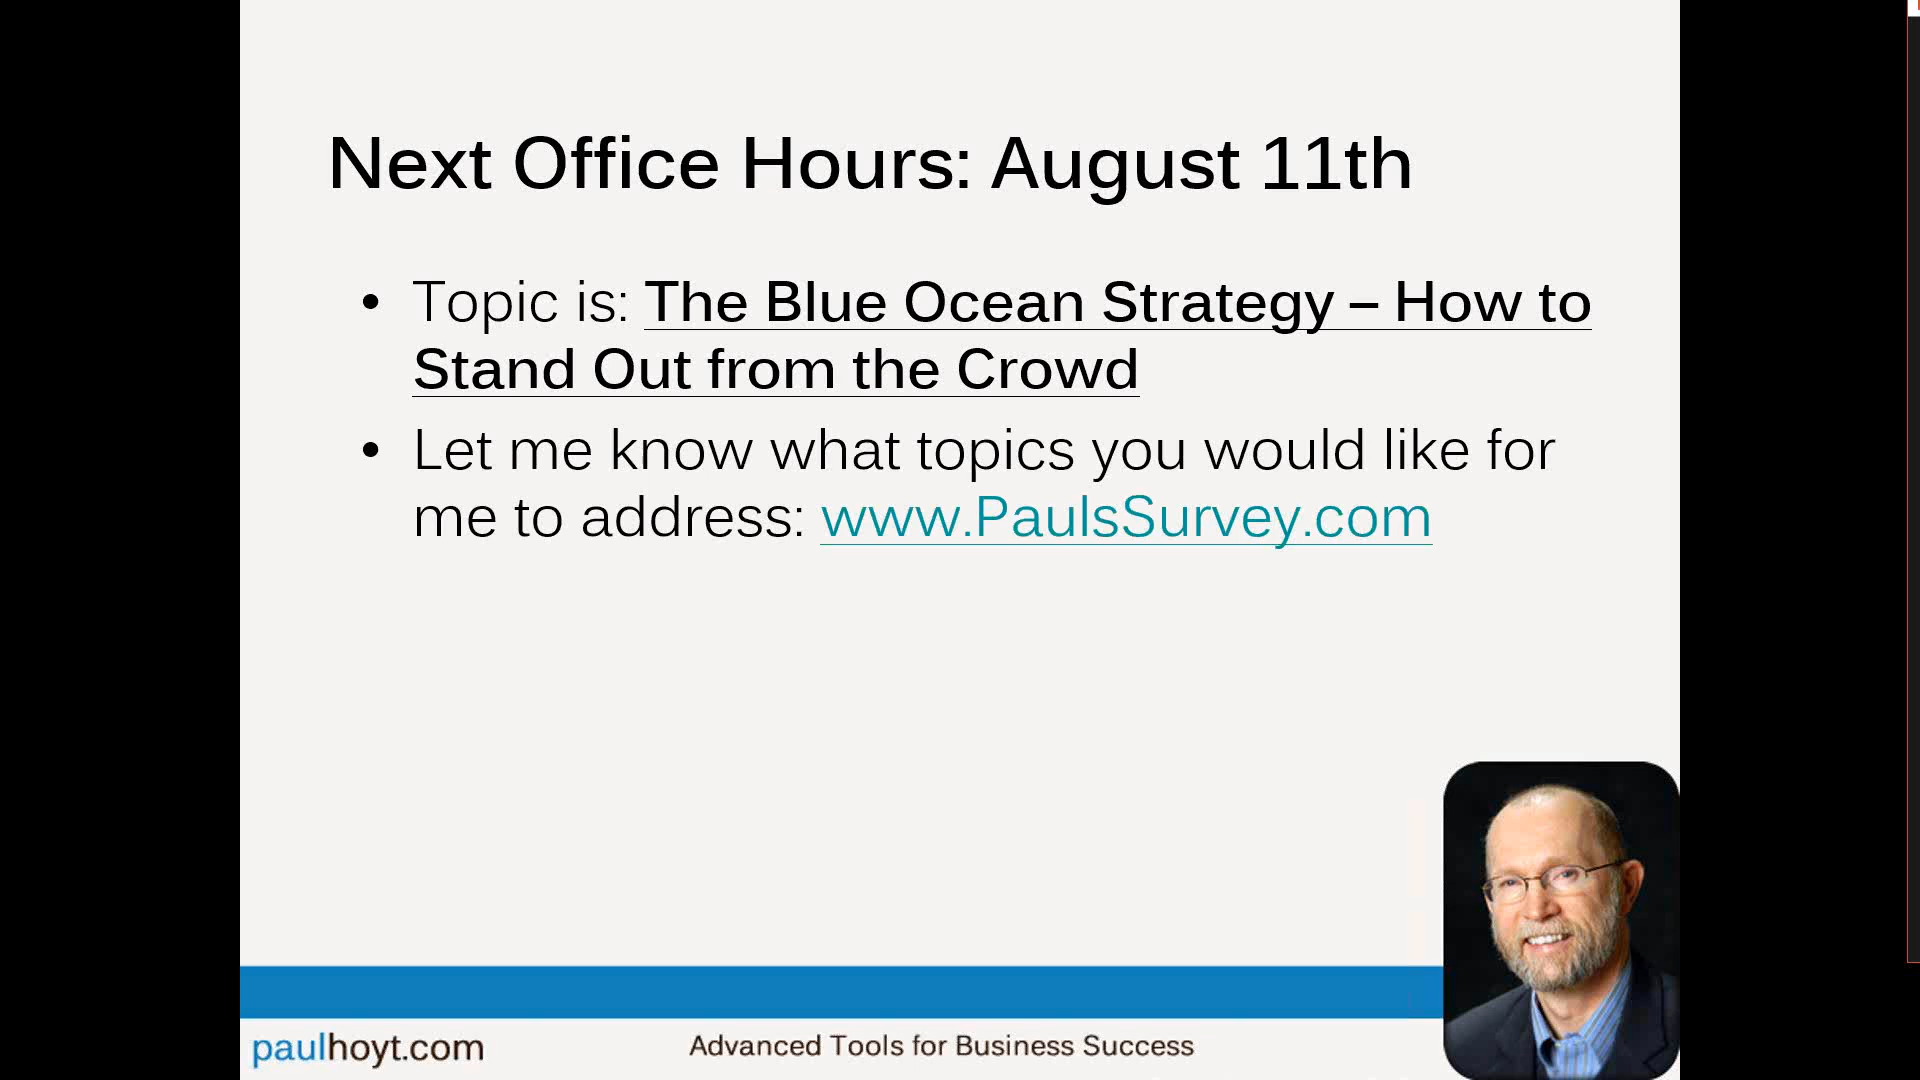 Next Office Hours: August 11th
• Topic is: The Blue Ocean Strategy – How to
Stand Out from the Crowd
• Let me know what topics you would like for
me to address: www.PaulsSurvey.com
paulhoyt.com
Advanced Tools for Business Success